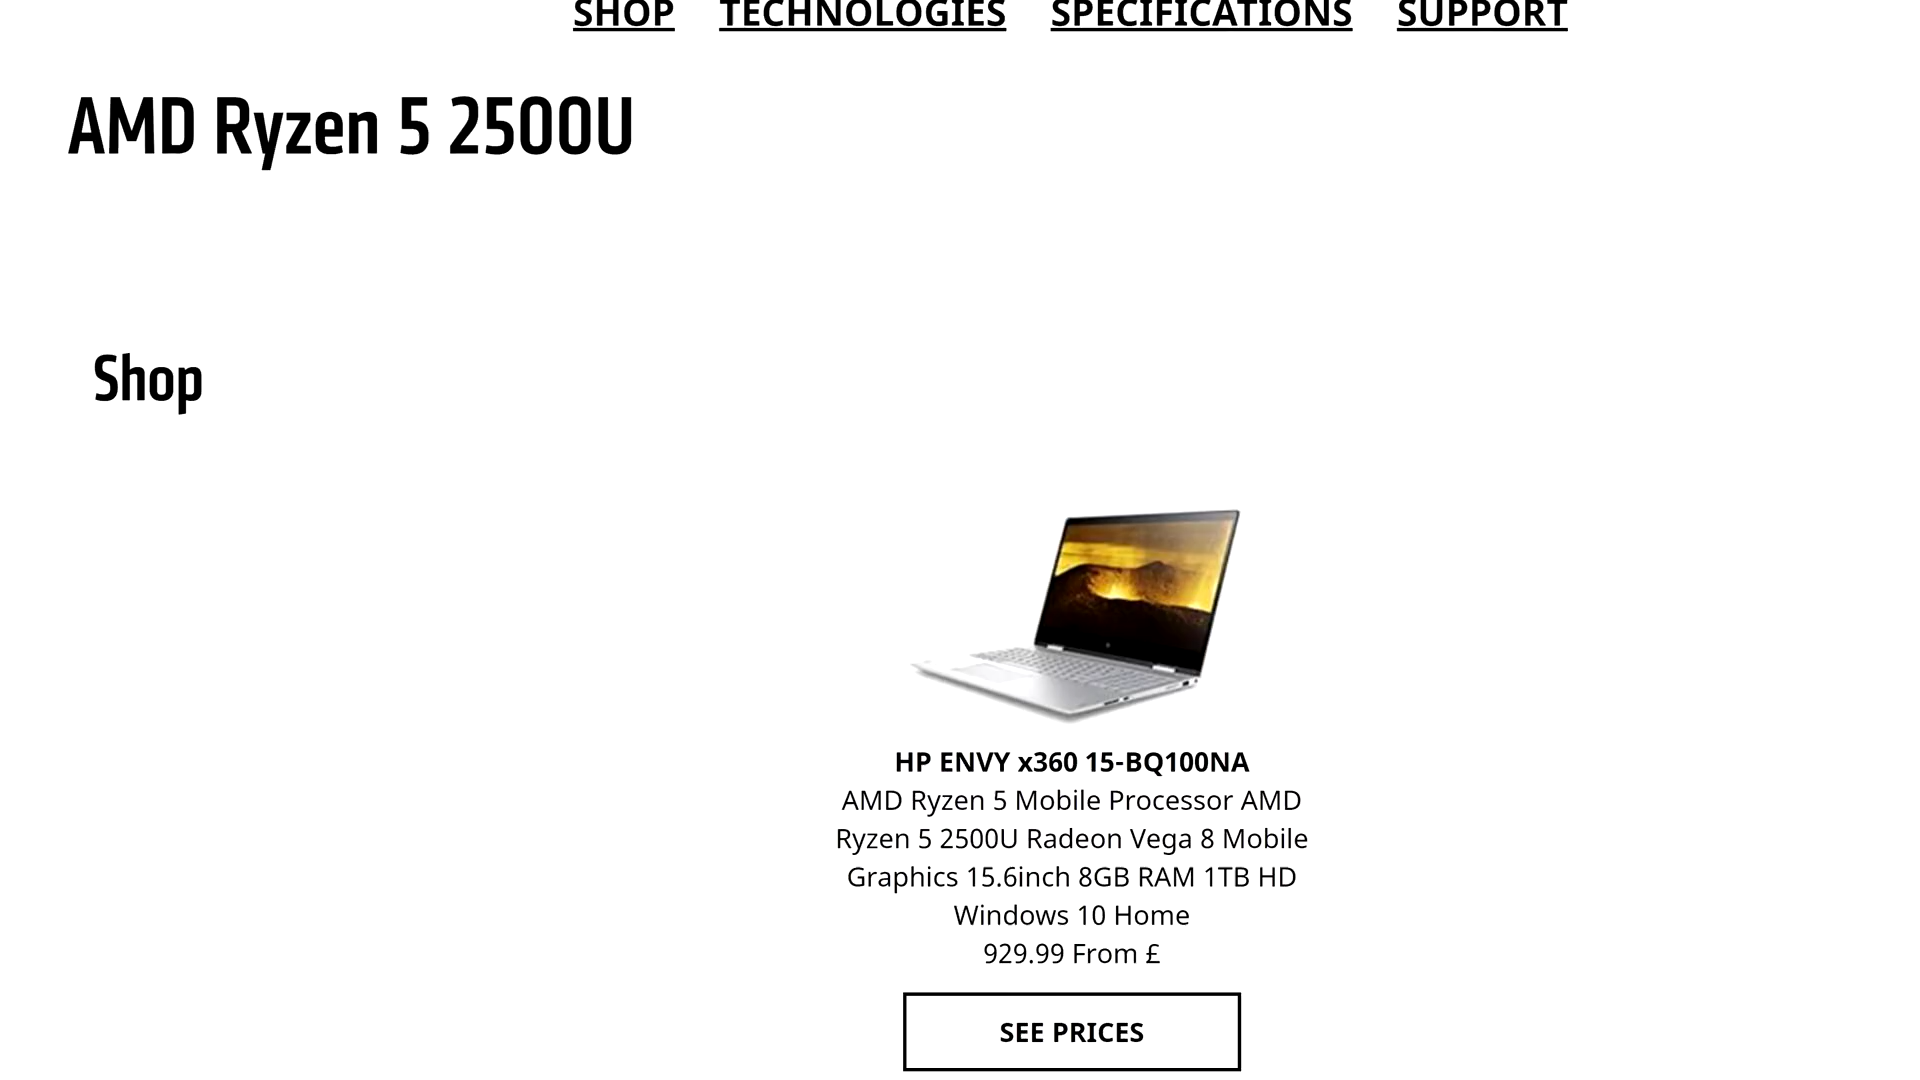 SHOP TECHNOLOGIES SPECIFICATIONS SUPPORT
AMD Ryzen 5 2500U
Shop
HP ENVY x360 15-BQ100NA
AMD Ryzen 5 Mobile Processor AMD
Ryzen 5 2500U Radeon Vega 8 Mobile
Graphics 15.6inch 8GB RAM 1TB HD
Windows 10 Home
929.99 From £
SEE PRICES